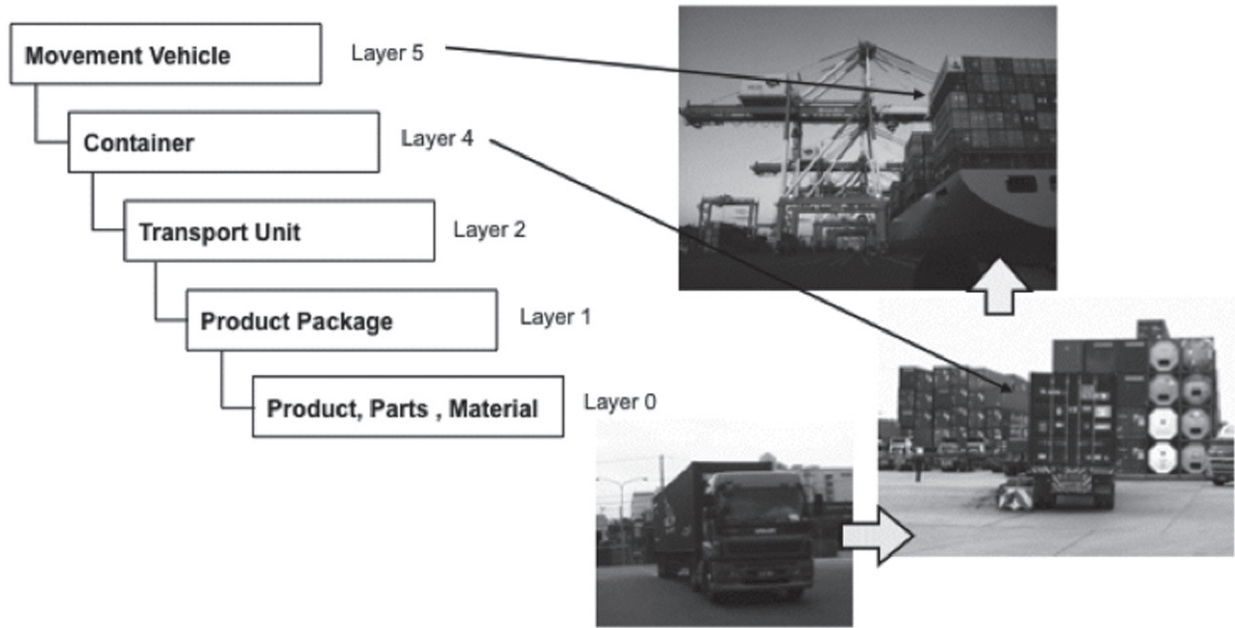 Movement Vehicle
Layer 5
Container
Layer 4
Transport Unit
Layer 2
Product Package
Layer 1
Product, Parts , Material
Layer 0